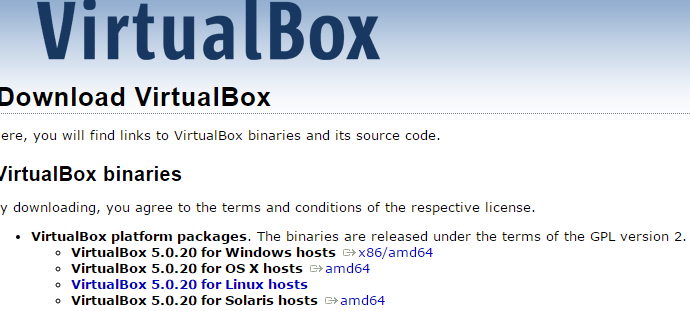 VirtualBox
Download VirtualBox
ere, you will find links to VirtualBox binaries and its source code.
VirtualBox binaries
y downloading, you agree to the terms and conditions of the respective license.
• VirtualBox platform packages. The binaries are released under the terms of the GPL version 2.
◦ VirtualBox 5.0.20 for Windows hosts x86/amd64
◦ VirtualBox 5.0.20 for OS X hosts amd64
◦ VirtualBox 5.0.20 for Linux hosts
◦ VirtualBox 5.0.20 for Solaris hosts amd64